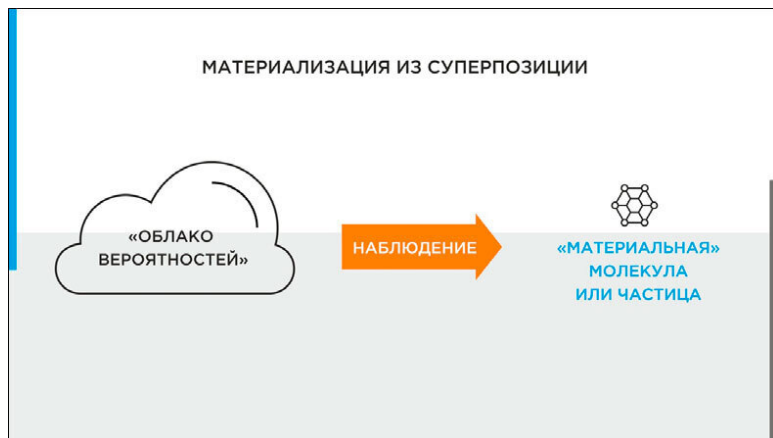 МАТЕРИАЛИЗАЦИЯ ИЗ СУПЕРПОЗИЦИИ
«ОБЛАКО
ВЕРОЯТНОСТЕЙ»
НАБЛЮДЕНИЕ
«МАТЕРИАЛЬНАЯ»
МОЛЕКУЛА
ИЛИ ЧАСТИЦА